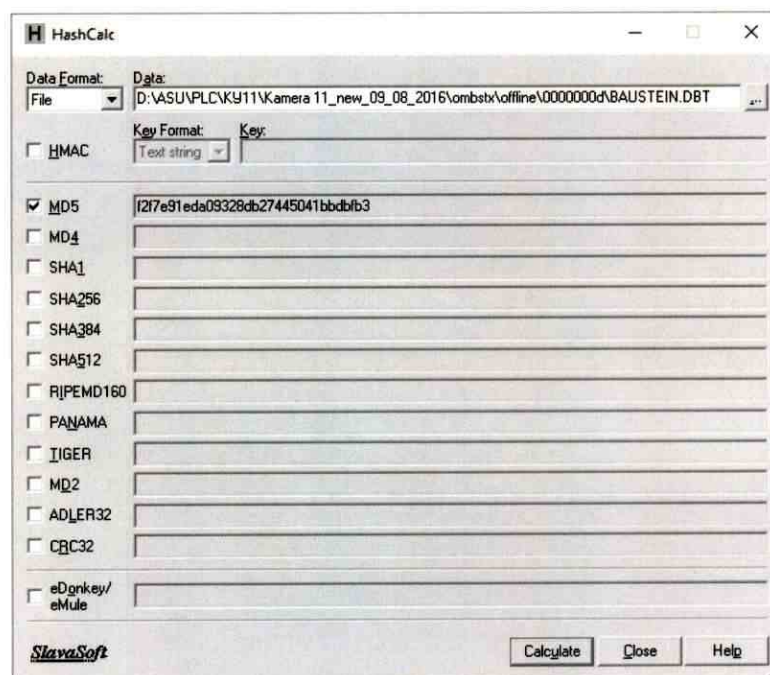 HashCalc
Data Format: Data:
File D:\ASU\PLC\КУ11\Kamera 11_new_09_08_2016\ombstx\offline\0000000d\BAUSTEIN.DBT ...
Key Format: Key:
HMAC Text string
MD5 f2f7e91eda09328db27445041bbdbfb3
MD4
SHA1
SHA256
SHA384
SHA512
RIPEMD160
PANAMA
TIGER
MD2
ADLER32
CRC32
eDonkey/
eMule
SlavaSoft Calculate Close Help